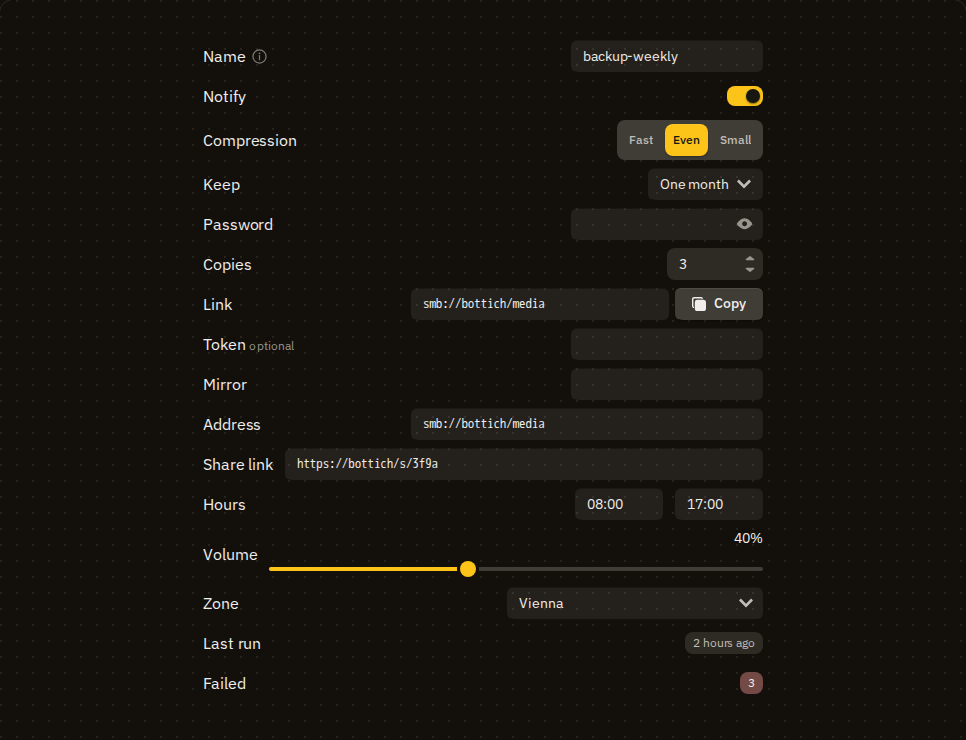 Name backup-weekly
Notify
Compression Fast Even Small
Keep One month
Password
Copies 3
Link smb://bottich/media Copy
Token optional
Mirror
Address smb://bottich/media
Share link https://bottich/s/3f9a
Hours 08:00 17:00
40%
Volume
Zone Vienna
Last run 2 hours ago
Failed 3